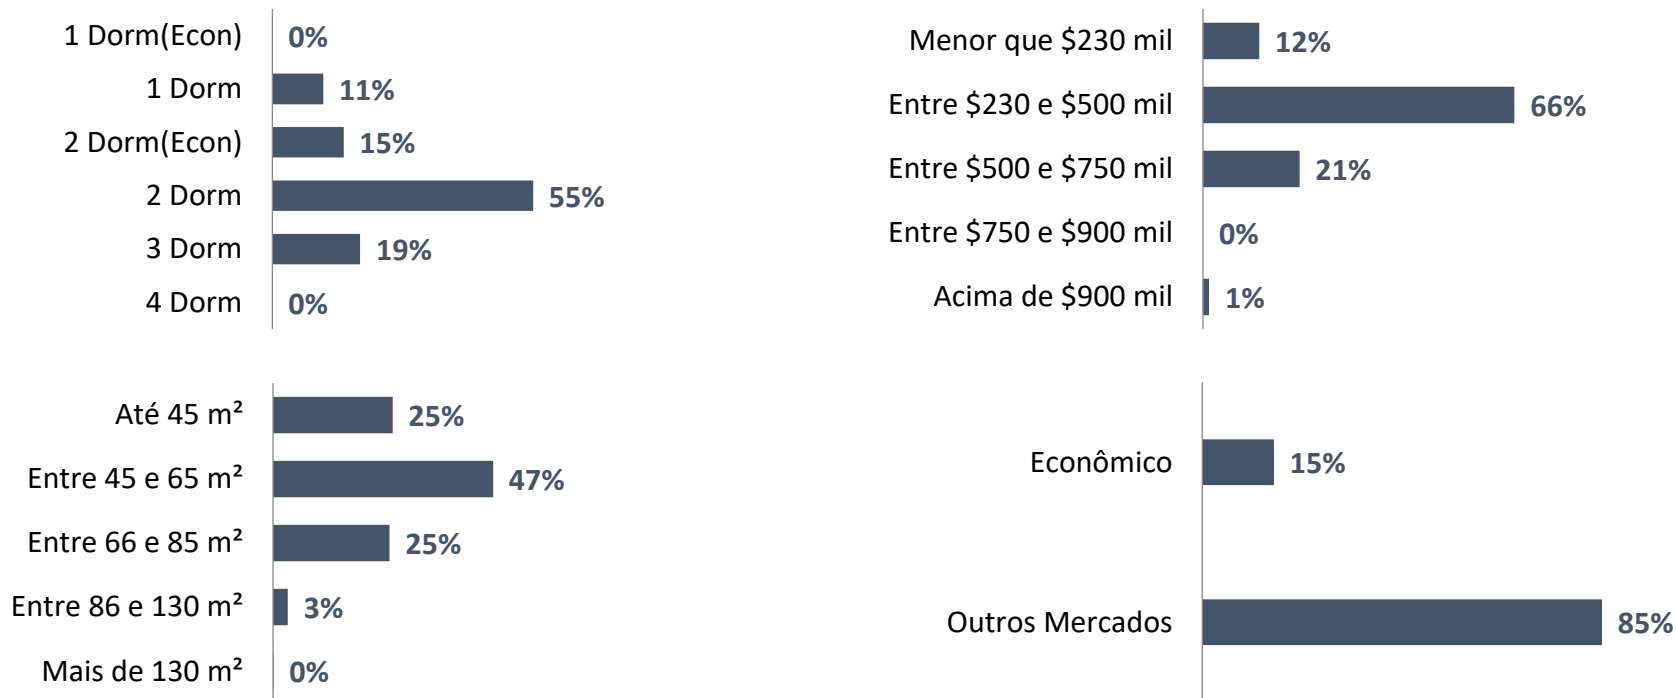 1 Dorm(Econ) 0%
1 Dorm 11%
2 Dorm(Econ) 15%
2 Dorm 55%
3 Dorm 19%
4 Dorm 0%
Menor que $230 mil 12%
Entre $230 e $500 mil 66%
Entre $500 e $750 mil 21%
Entre $750 e $900 mil 0%
Acima de $900 mil 1%
Até 45 m² 25%
Entre 45 e 65 m² 47%
Entre 66 e 85 m² 25%
Entre 86 e 130 m² 3%
Mais de 130 m² 0%
Econômico 15%
Outros Mercados 85%